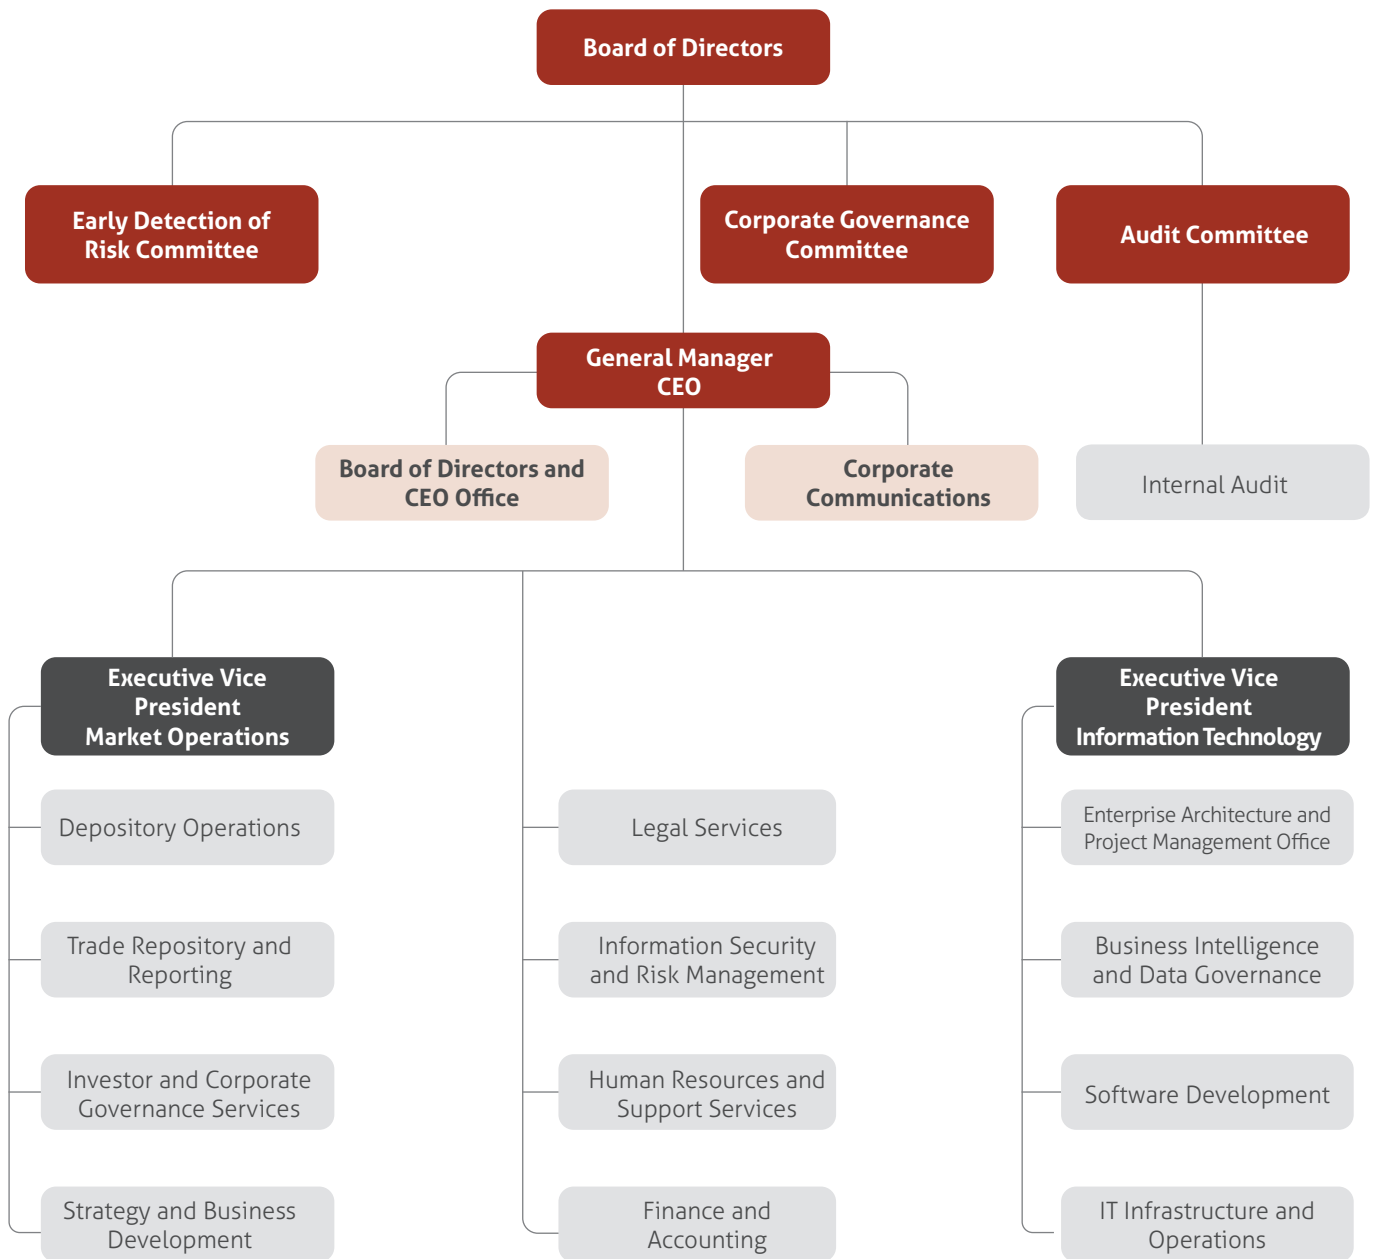 Board of Directors
Early Detection of
Risk Committee
Corporate Governance
Committee
Audit Committee
General Manager
CEO
Board of Directors and
CEO Office
Corporate
Communications
Internal Audit
Executive Vice
President
Market Operations
Executive Vice
President
Information Technology
Depository Operations
Legal Services
Enterprise Architecture and
Project Management Office
Trade Repository and
Reporting
Information Security
and Risk Management
Business Intelligence
and Data Governance
Investor and Corporate
Governance Services
Human Resources and
Support Services
Software Development
Strategy and Business
Development
Finance and
Accounting
IT Infrastructure and
Operations